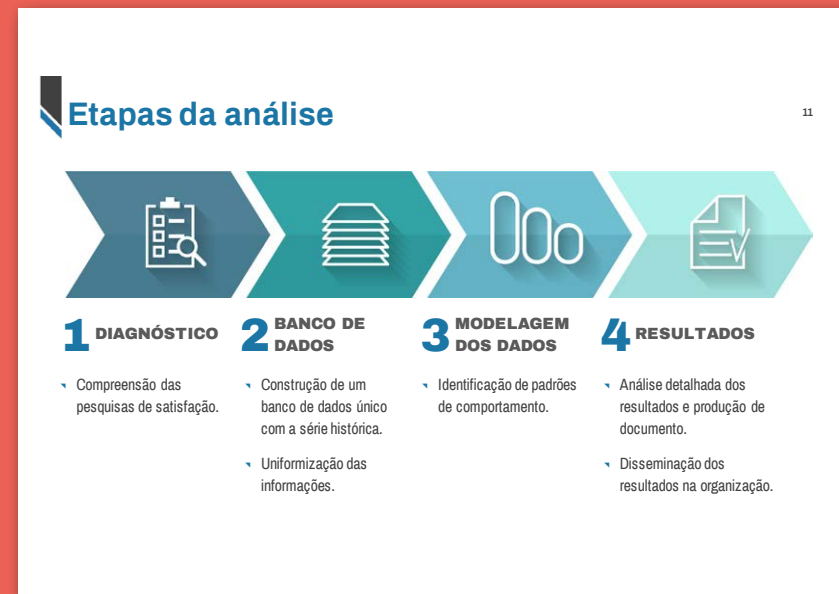 Etapas da análise
11
1 DIAGNÓSTICO
Compreensão das
pesquisas de satisfação.
2 BANCO DE
DADOS
Construção de um
banco de dados único
com a série histórica.
Uniformização das
informações.
3 MODELAGEM
DOS DADOS
Identificação de padrões
de comportamento.
4 RESULTADOS
Análise detalhada dos
resultados e produção de
documento.
Disseminação dos
resultados na organização.